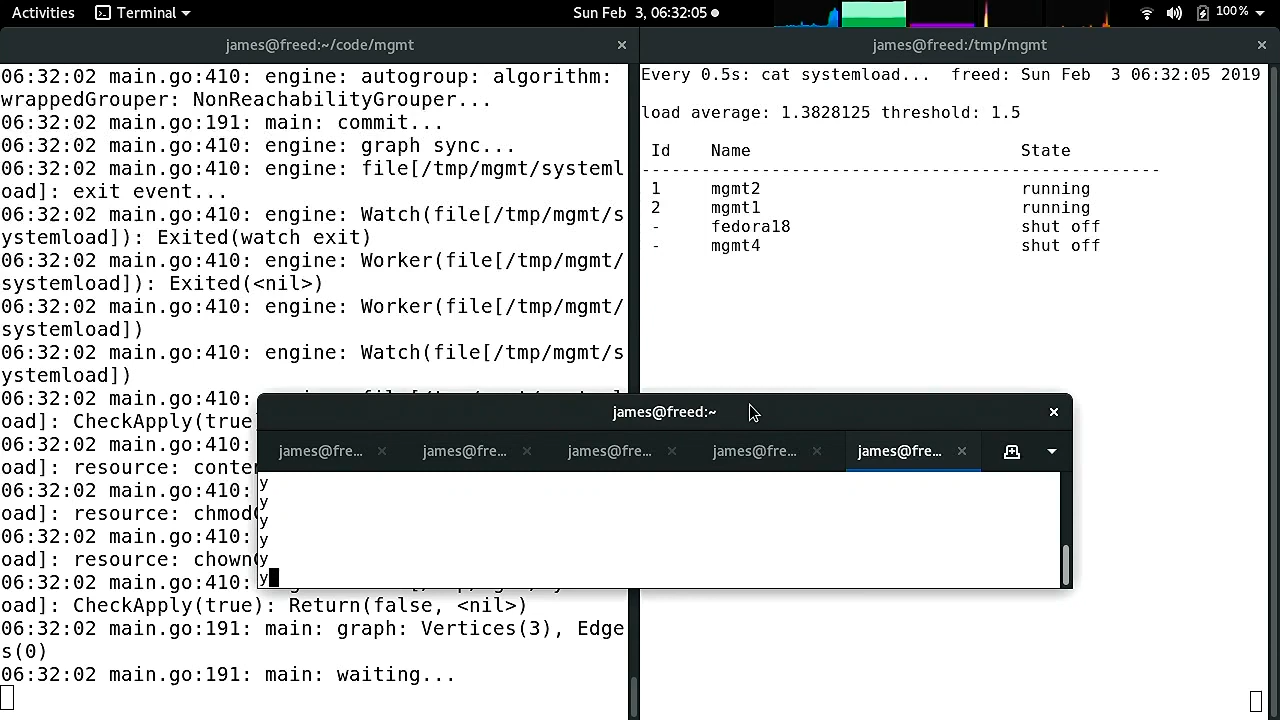 Activities Terminal Sun Feb 3, 06:32:05 100%
james@freed:~/code/mgmt
06:32:02 main.go:410: engine: autogroup: algorithm:
wrappedGrouper: NonReachabilityGrouper...
06:32:02 main.go:191: main: commit...
06:32:02 main.go:410: engine: graph sync...
06:32:02 main.go:410: engine: file[/tmp/mgmt/systeml
oad]: exit event...
06:32:02 main.go:410: engine: Watch(file[/tmp/mgmt/s
ystemload]): Exited(watch exit)
06:32:02 main.go:410: engine: Worker(file[/tmp/mgmt/
systemload]): Exited(<nil>)
06:32:02 main.go:410: engine: Worker(file[/tmp/mgmt/
systemload])
06:32:02 main.go:410: engine: Watch(file[/tmp/mgmt/s
ystemload])
06:32:02 main.go:410:
oad]: CheckApply(true)
06:32:02 main.go:410:
oad]: resource: conten
06:32:02 main.go:410:
oad]: resource: chmod
06:32:02 main.go:410:
oad]: resource: chown
06:32:02 main.go:410:
oad]: CheckApply(true): Return(false, <nil>)
06:32:02 main.go:191: main: graph: Vertices(3), Edge
s(0)
06:32:02 main.go:191: main: waiting...
james@freed:/tmp/mgmt
Every 0.5s: cat systemload... freed: Sun Feb 3 06:32:05 2019
load average: 1.3828125 threshold: 1.5
Id Name State
------------------------------------------------------------
1 mgmt2 running
2 mgmt1 running
- fedora18 shut off
- mgmt4 shut off
james@freed:~
james@fre... james@fre... james@fre... james@fre... james@fre...
y
y
y
y
y
y